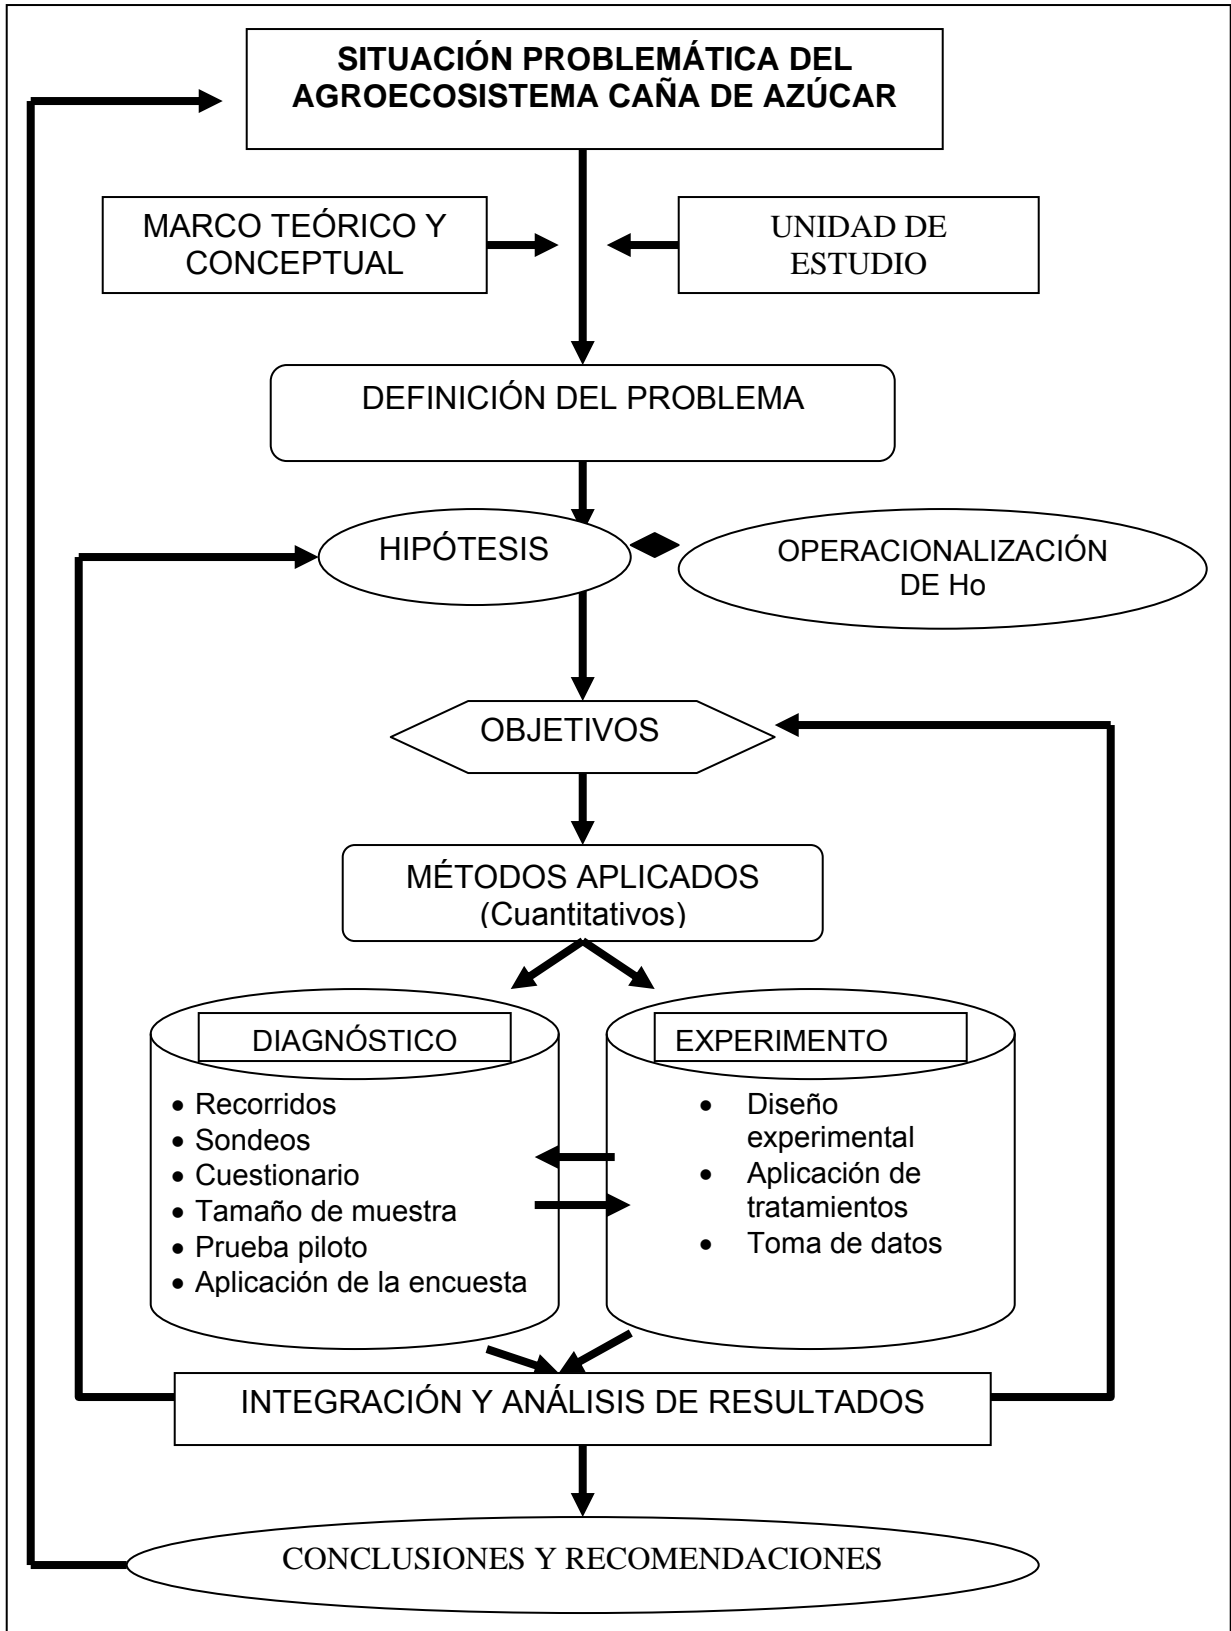 SITUACIÓN PROBLEMÁTICA DEL
AGROECOSISTEMA CAÑA DE AZÚCAR
MARCO TEÓRICO Y
CONCEPTUAL
UNIDAD DE
ESTUDIO
DEFINICIÓN DEL PROBLEMA
HIPÓTESIS
OPERACIONALIZACIÓN
DE Ho
OBJETIVOS
MÉTODOS APLICADOS
(Cuantitativos)
DIAGNÓSTICO
• Recorridos
• Sondeos
• Cuestionario
• Tamaño de muestra
• Prueba piloto
• Aplicación de la encuesta
EXPERIMENTO
• Diseño
experimental
• Aplicación de
tratamientos
• Toma de datos
INTEGRACIÓN Y ANÁLISIS DE RESULTADOS
CONCLUSIONES Y RECOMENDACIONES